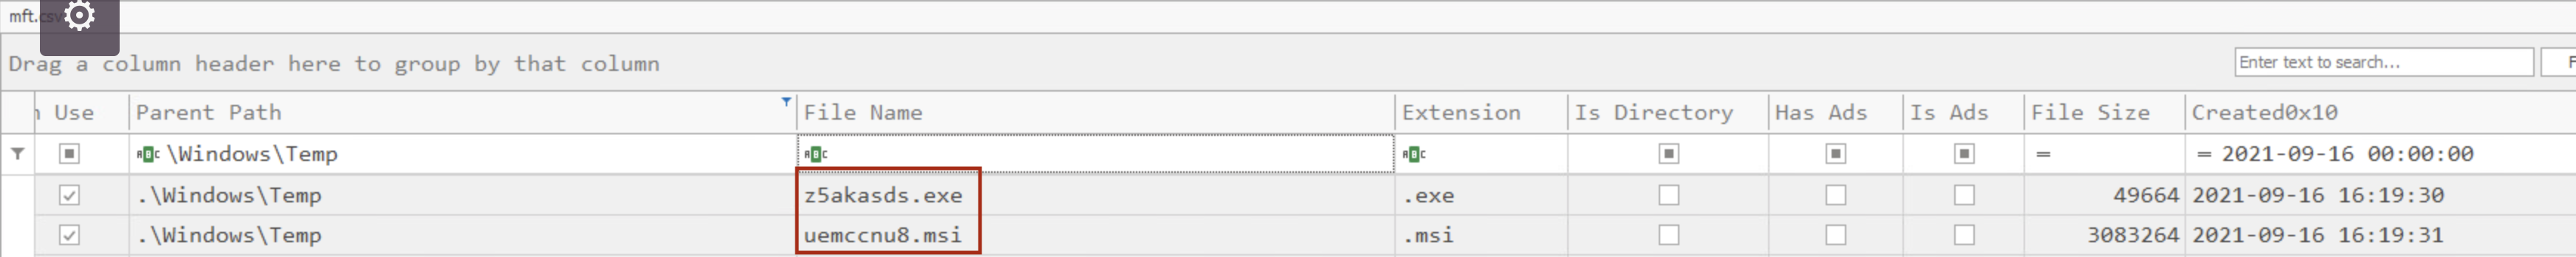 mft.csv
Drag a column header here to group by that column
Enter text to search... F
Use Parent Path File Name Extension Is Directory Has Ads Is Ads File Size Created0x10
ABC \Windows\Temp ABC ABC = = 2021-09-16 00:00:00
.\Windows\Temp z5akasds.exe .exe 49664 2021-09-16 16:19:30
.\Windows\Temp uemccnu8.msi .msi 3083264 2021-09-16 16:19:31